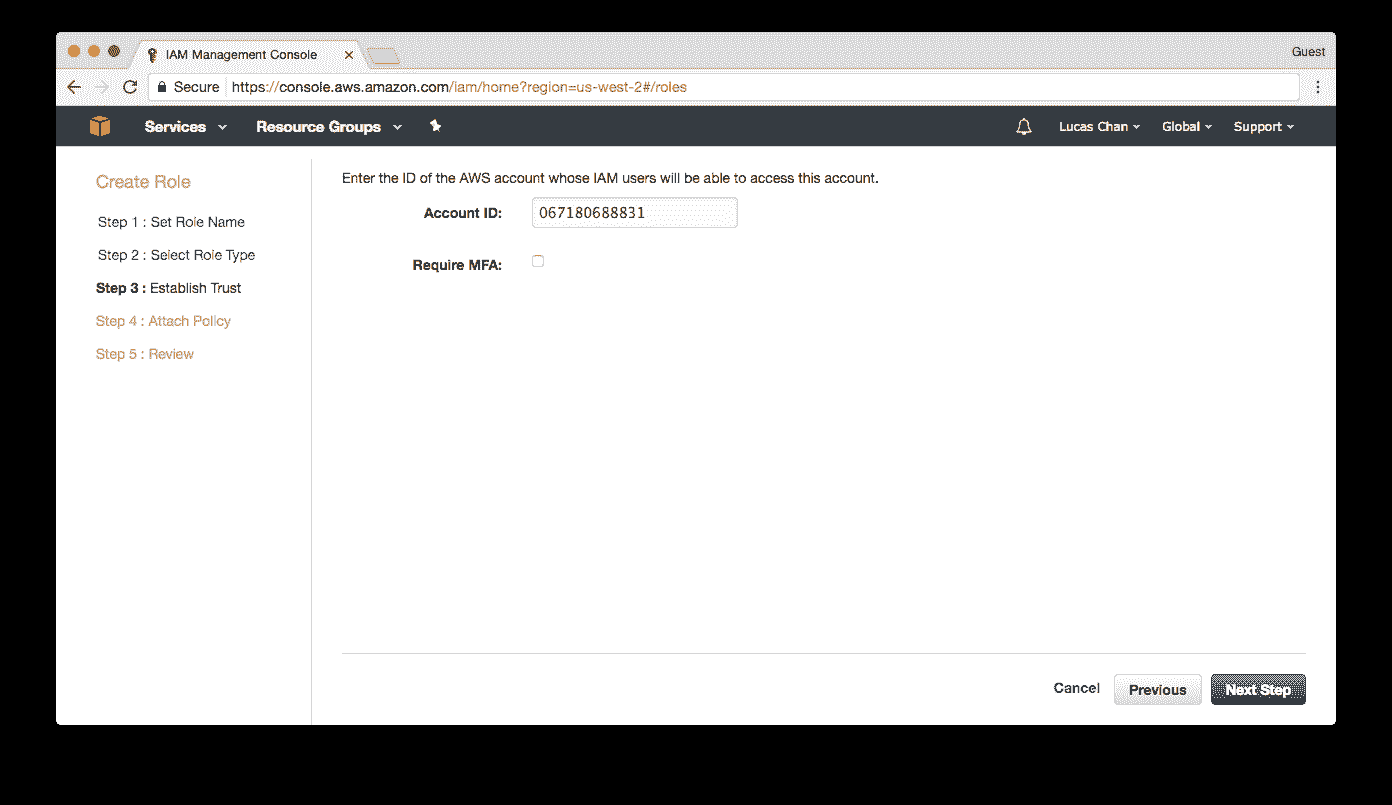 IAM Management Console
Guest
Secure https://console.aws.amazon.com/iam/home?region=us-west-2#/roles
Services Resource Groups Lucas Chan Global Support
Create Role
Step 1 : Set Role Name
Step 2 : Select Role Type
Step 3 : Establish Trust
Step 4 : Attach Policy
Step 5 : Review
Enter the ID of the AWS account whose IAM users will be able to access this account.
Account ID: 067180688831
Require MFA:
Cancel Previous Next Step